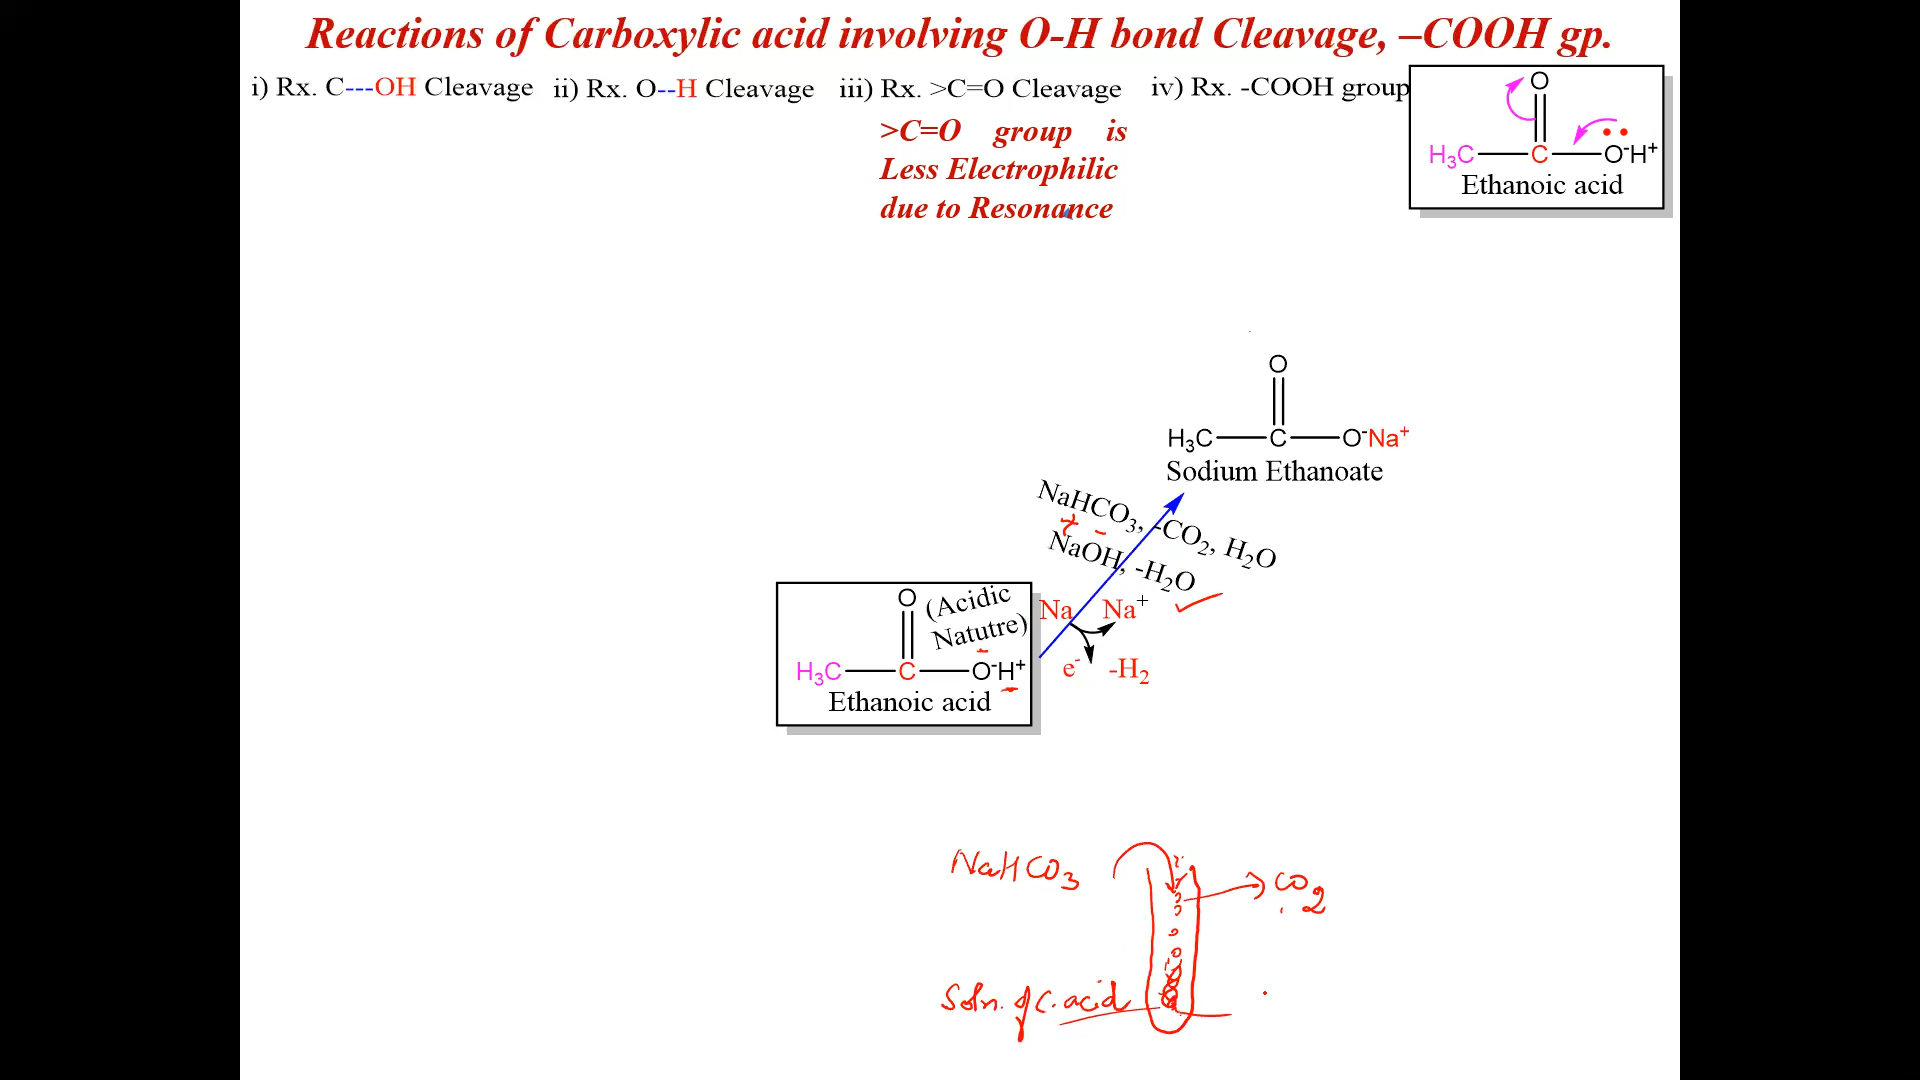 Reactions of Carboxylic acid involving O-H bond Cleavage, –COOH gp.
i) Rx. C---OH Cleavage ii) Rx. O--H Cleavage iii) Rx. >C=O Cleavage iv) Rx. -COOH group
>C=O group is
Less Electrophilic
due to Resonance
O
H₃C C O⁻H⁺
Ethanoic acid
O
H₃C C O⁻Na⁺
Sodium Ethanoate
NaHCO₃, -CO₂, H₂O
+ -
NaOH, -H₂O
Na Na⁺
e⁻ -H₂
O (Acidic
Natutre)
H₃C C O⁻H⁺
Ethanoic acid
NaHCO₃
CO₂
Soln. of C. acid